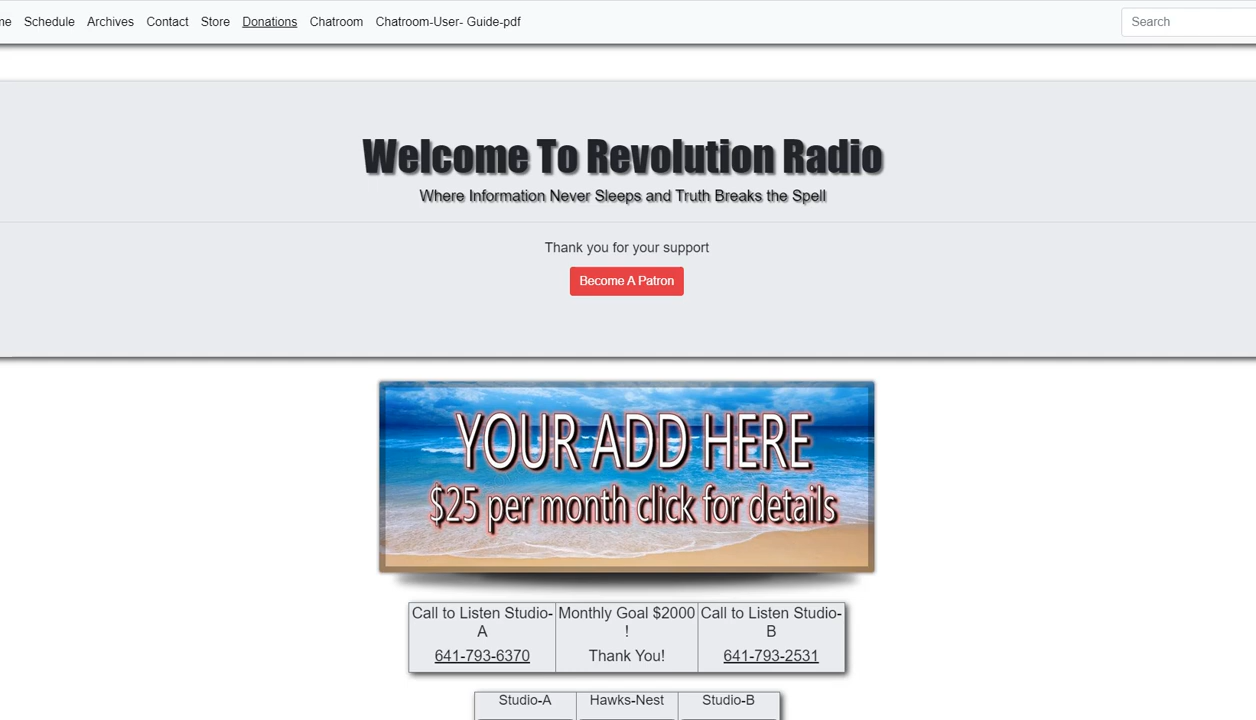 me Schedule Archives Contact Store Donations Chatroom Chatroom-User- Guide-pdf Search
Welcome To Revolution Radio
Where Information Never Sleeps and Truth Breaks the Spell
Thank you for your support
Become A Patron
YOUR ADD HERE
$25 per month click for details
Call to Listen Studio-
A
641-793-6370
Monthly Goal $2000
!
Thank You!
Call to Listen Studio-
B
641-793-2531
Studio-A Hawks-Nest Studio-B